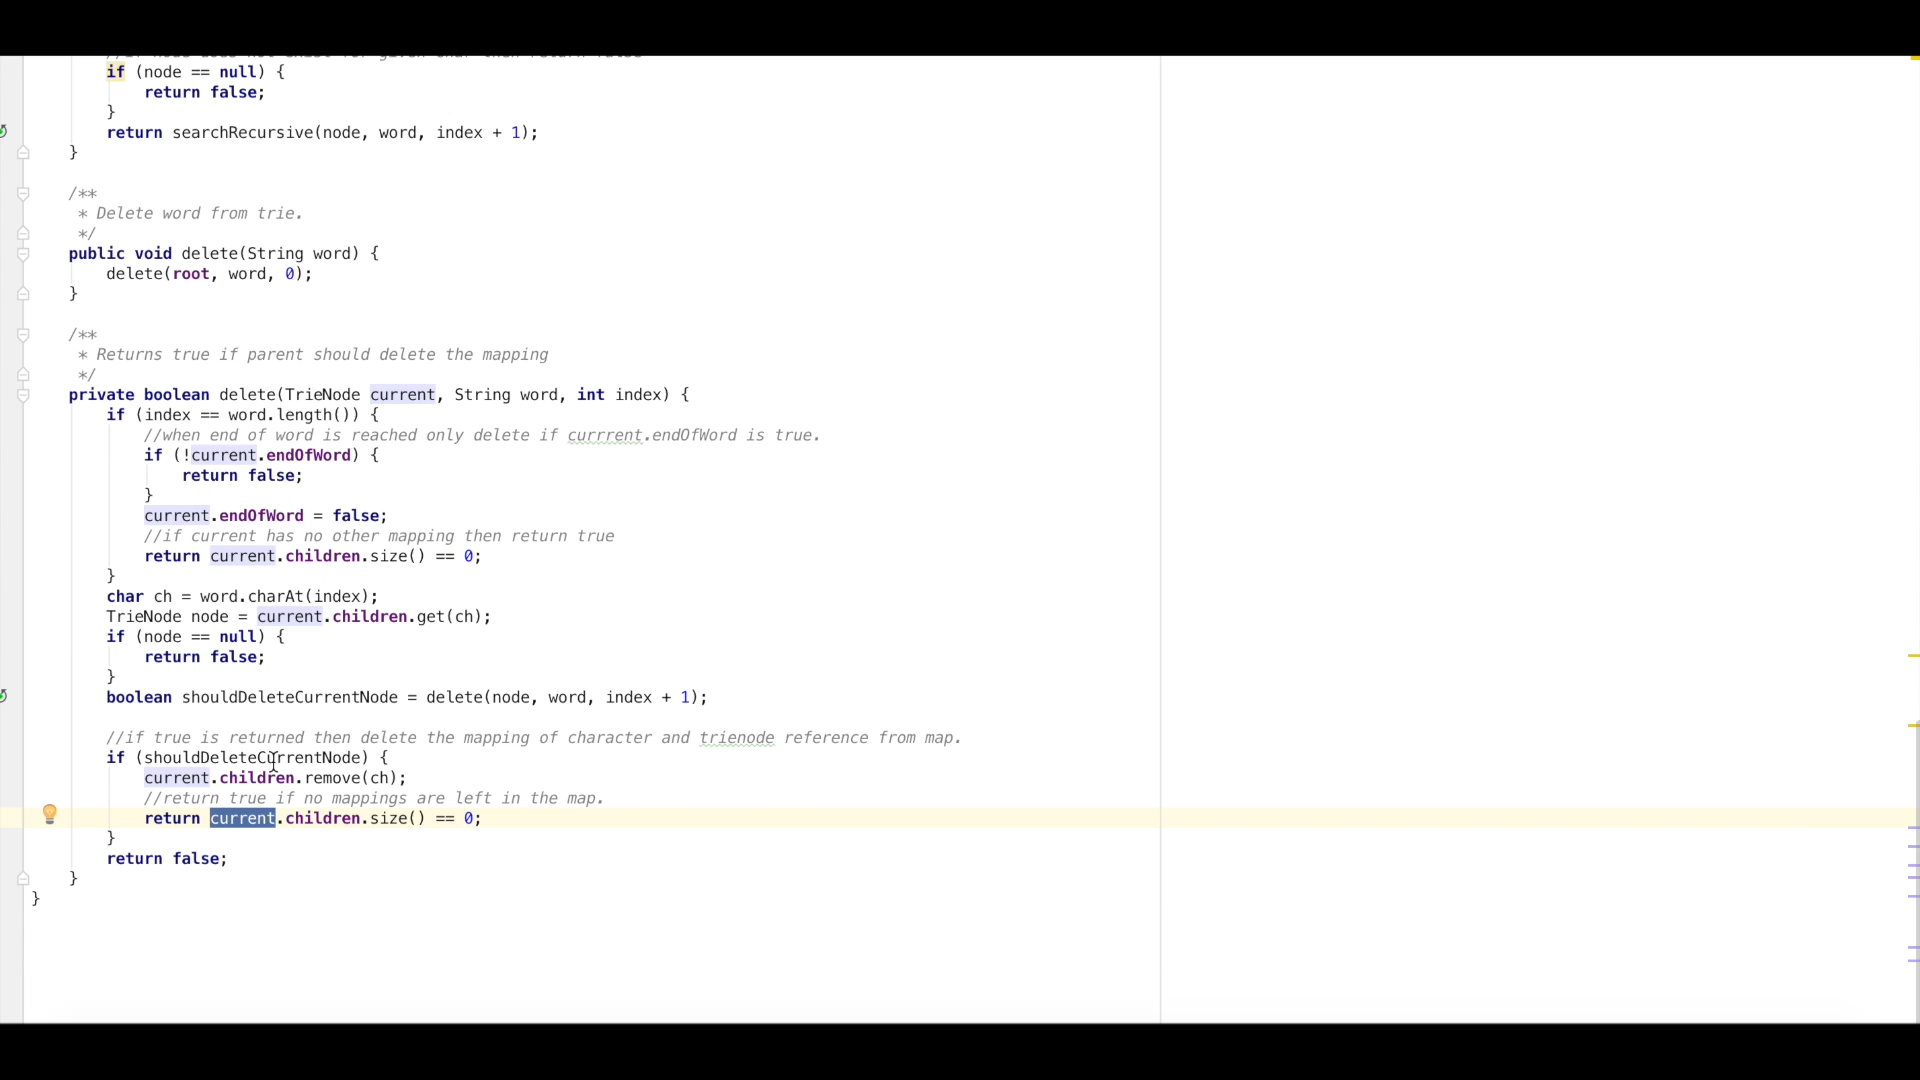 if (node == null) {
return false;
}
return searchRecursive(node, word, index + 1);
}
/**
* Delete word from trie.
*/
public void delete(String word) {
delete(root, word, 0);
}
/**
* Returns true if parent should delete the mapping
*/
private boolean delete(TrieNode current, String word, int index) {
if (index == word.length()) {
//when end of word is reached only delete if currrent.endOfWord is true.
if (!current.endOfWord) {
return false;
}
current.endOfWord = false;
//if current has no other mapping then return true
return current.children.size() == 0;
}
char ch = word.charAt(index);
TrieNode node = current.children.get(ch);
if (node == null) {
return false;
}
boolean shouldDeleteCurrentNode = delete(node, word, index + 1);
//if true is returned then delete the mapping of character and trienode reference from map.
if (shouldDeleteCurrentNode) {
current.children.remove(ch);
//return true if no mappings are left in the map.
return current.children.size() == 0;
}
return false;
}
}